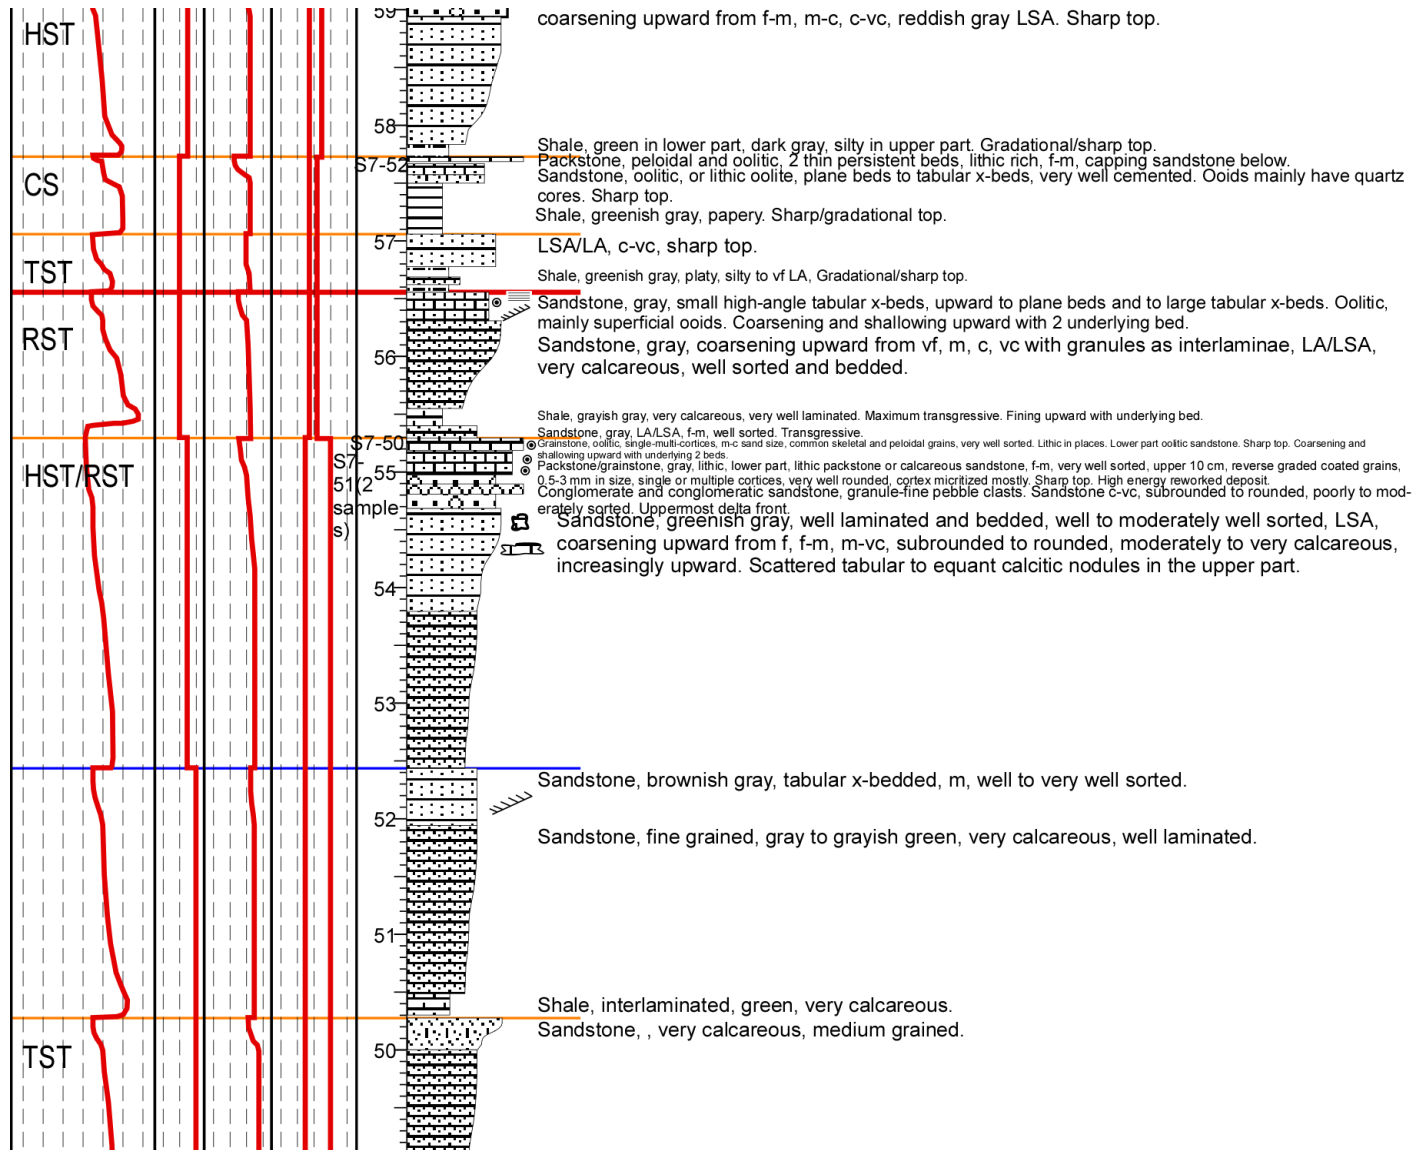 59
coarsening upward from f-m, m-c, c-vc, reddish gray LSA. Sharp top.
HST
58
Shale, green in lower part, dark gray, silty in upper part. Gradational/sharp top.
S7-52
Packstone, peloidal and oolitic, 2 thin persistent beds, lithic rich, f-m, capping sandstone below.
Sandstone, oolitic, or lithic oolite, plane beds to tabular x-beds, very well cemented. Ooids mainly have quartz
cores. Sharp top.
CS
Shale, greenish gray, papery. Sharp/gradational top.
57
LSA/LA, c-vc, sharp top.
TST
Shale, greenish gray, platy, silty to vf LA, Gradational/sharp top.
Sandstone, gray, small high-angle tabular x-beds, upward to plane beds and to large tabular x-beds. Oolitic,
mainly superficial ooids. Coarsening and shallowing upward with 2 underlying bed.
RST
56
Sandstone, gray, coarsening upward from vf, m, c, vc with granules as interlaminae, LA/LSA,
very calcareous, well sorted and bedded.
Shale, grayish gray, very calcareous, very well laminated. Maximum transgressive. Fining upward with underlying bed.
Sandstone, gray, LA/LSA, f-m, well sorted. Transgressive.
S7-50
Grainstone, oolitic, single-multi-cortices, m-c sand size, common skeletal and peloidal grains, very well sorted. Lithic in places. Lower part oolitic sandstone. Sharp top. Coarsening and
shallowing upward with underlying 2 beds.
HST/RST
S7-
51(2
sample
s)
55
Packstone/grainstone, gray, lithic, lower part, lithic packstone or calcareous sandstone, f-m, very well sorted, upper 10 cm, reverse graded coated grains,
0.5-3 mm in size, single or multiple cortices, very well rounded, cortex micritized mostly. Sharp top. High energy reworked deposit.
Conglomerate and conglomeratic sandstone, granule-fine pebble clasts. Sandstone c-vc, subrounded to rounded, poorly to mod-
erately sorted. Uppermost delta front.
Sandstone, greenish gray, well laminated and bedded, well to moderately well sorted, LSA,
coarsening upward from f, f-m, m-vc, subrounded to rounded, moderately to very calcareous,
increasingly upward. Scattered tabular to equant calcitic nodules in the upper part.
54
53
Sandstone, brownish gray, tabular x-bedded, m, well to very well sorted.
52
Sandstone, fine grained, gray to grayish green, very calcareous, well laminated.
51
Shale, interlaminated, green, very calcareous.
Sandstone, , very calcareous, medium grained.
50
TST